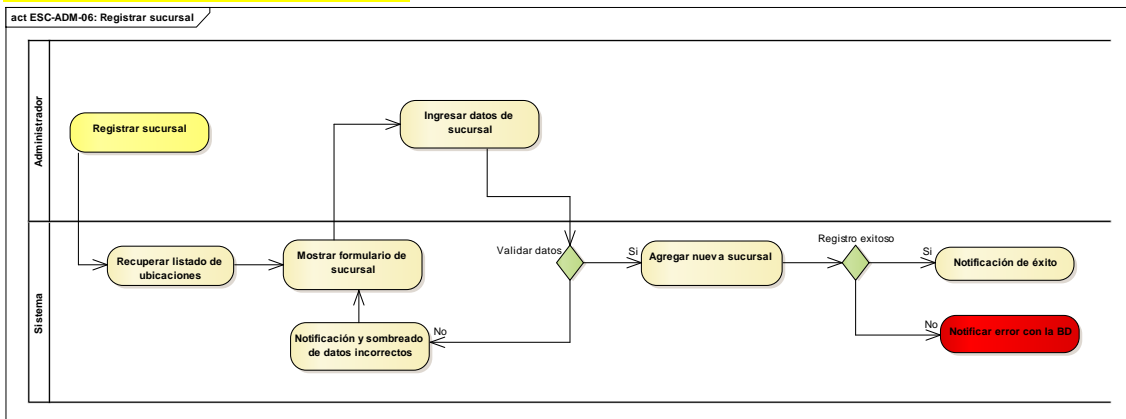 act ESC-ADM-06: Registrar sucursal
Administrador
Registrar sucursal
Ingresar datos de
sucursal
Sistema
Recuperar listado de
ubicaciones
Mostrar formulario de
sucursal
Notificación y sombreado
de datos incorrectos
No
Validar datos
Si
Agregar nueva sucursal
Registro exitoso
Si
Notificación de éxito
No
Notificar error con la BD